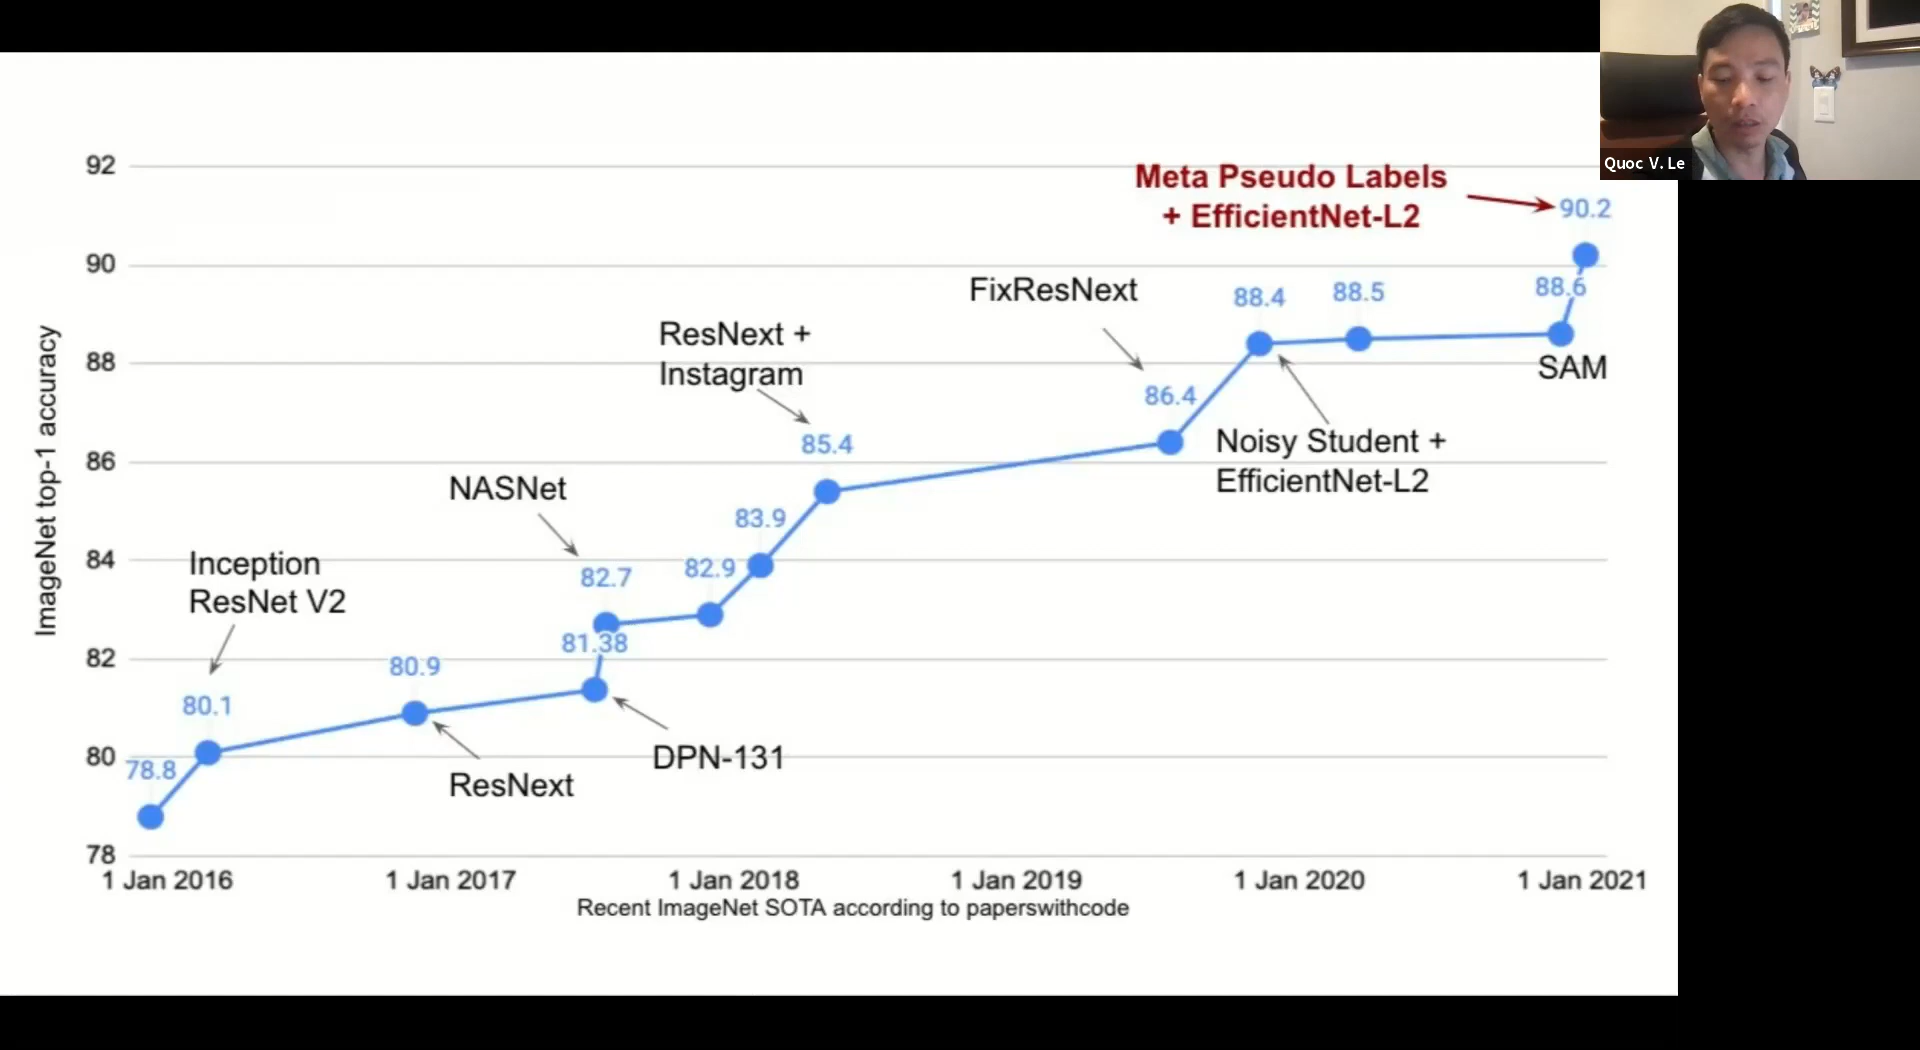 Quoc V. Le
92
90
88
86
84
82
80
78
ImageNet top-1 accuracy
Meta Pseudo Labels
+ EfficientNet-L2
90.2
88.6
SAM
88.5
88.4
Noisy Student +
EfficientNet-L2
FixResNext
86.4
ResNext +
Instagram
85.4
83.9
82.9
NASNet
82.7
81.38
DPN-131
80.9
ResNext
Inception
ResNet V2
80.1
78.8
1 Jan 2016
1 Jan 2017
1 Jan 2018
1 Jan 2019
1 Jan 2020
1 Jan 2021
Recent ImageNet SOTA according to paperswithcode